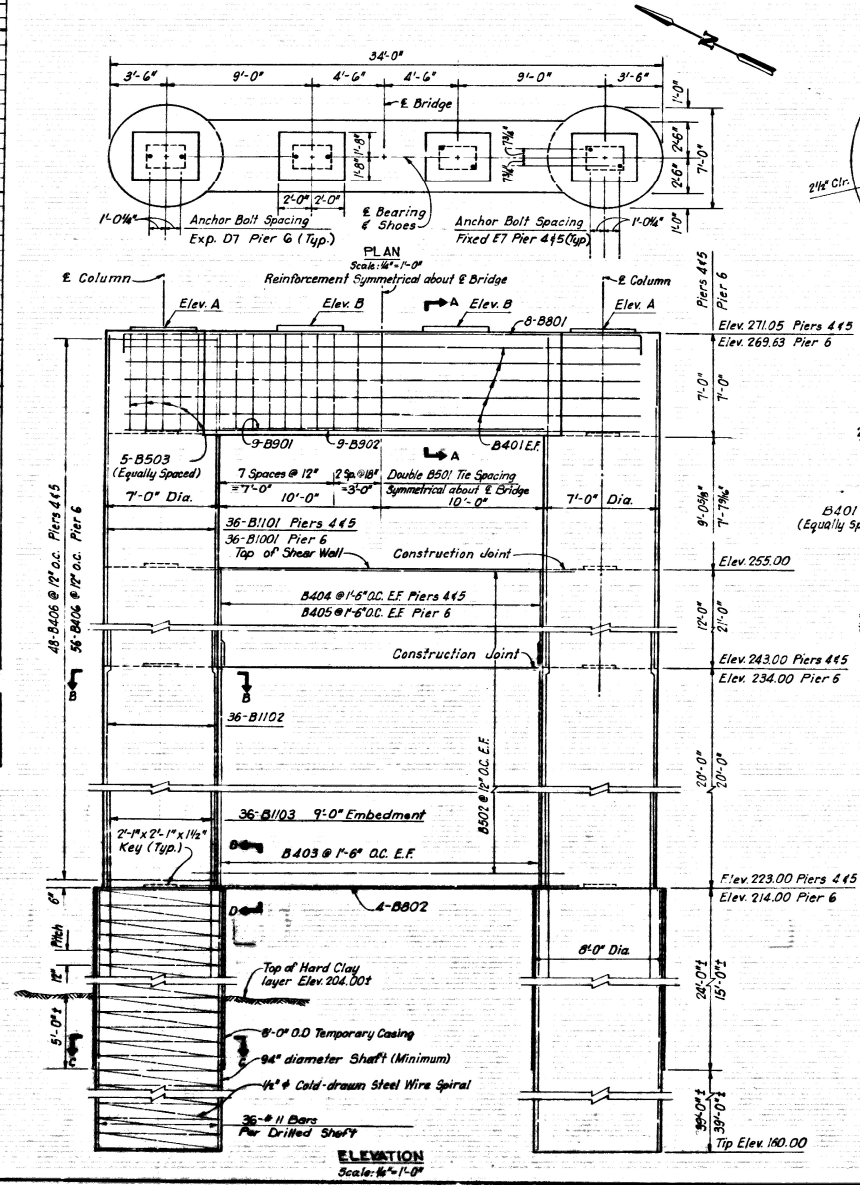 N
34'-0"
3'-6" 9'-0" 4'-6" 4'-6" 9'-0" 3'-6"
℄ Bridge
1'-0"
2'-6"
2'-6"
1'-0"
7'-0"
1'-8" 1'-8"
7¾"
7¾"
2½" Clr.
2'-0" 2'-0"
1'-0¼"
Anchor Bolt Spacing
Exp. D7 Pier 6 (Typ.)
℄ Bearing
& Shoes
Anchor Bolt Spacing
Fixed E7 Pier 4&5 (Typ)
1'-0¼"
PLAN
Scale: ¼" = 1'-0"
Reinforcement Symmetrical about ℄ Bridge
℄ Column
℄ Column
Piers 4&5
Pier 6
Elev. A
Elev. B
A
Elev. B
8-B801
Elev. A
Elev. 271.05 Piers 4&5
Elev. 269.63 Pier 6
7'-0"
7'-0"
5-B503
(Equally Spaced)
9-B901
9-B902
A
B401 E.F.
7 Spaces @ 12"
= 7'-0"
2 Sp. @ 18"
= 3'-0"
Double B501 Tie Spacing
Symmetrical about ℄ Bridge
7'-0" Dia.
10'-0"
10'-0"
7'-0" Dia.
9'-0⅝"
7'-7⁹⁄₁₆"
B401
(Equally Sp
36-B1101 Piers 4&5
36-B1001 Pier 6
Top of Shear Wall
Construction Joint
Elev. 255.00
48-B406 @ 12" O.C. Piers 4&5
56-B406 @ 12" O.C. Pier 6
B404 @ 1'-6" O.C. E.F. Piers 4&5
B405 @ 1'-6" O.C. E.F. Pier 6
12'-0"
21'-0"
Construction Joint
Elev. 243.00 Piers 4&5
Elev. 234.00 Pier 6
B
B
36-B1102
B502 @ 12" O.C. E.F.
20'-0"
20'-0"
36-B1103 9'-0" Embedment
2'-1" x 2'-1" x 1½"
Key (Typ.)
B403 @ 1'-6" O.C. E.F.
Elev. 223.00 Piers 4&5
Elev. 214.00 Pier 6
6"
4-B802
D
Pitch
12"
8'-0" Dia.
Top of Hard Clay
layer Elev. 204.00±
24'-0"±
15'-0"±
5'-0"±
8'-0" O.D Temporary Casing
C
C
94" diameter Shaft (Minimum)
½" ϕ Cold-drawn Steel Wire Spiral
39'-0"±
39'-0"±
36-#11 Bars
Per Drilled Shaft
Tip Elev. 160.00
ELEVATION